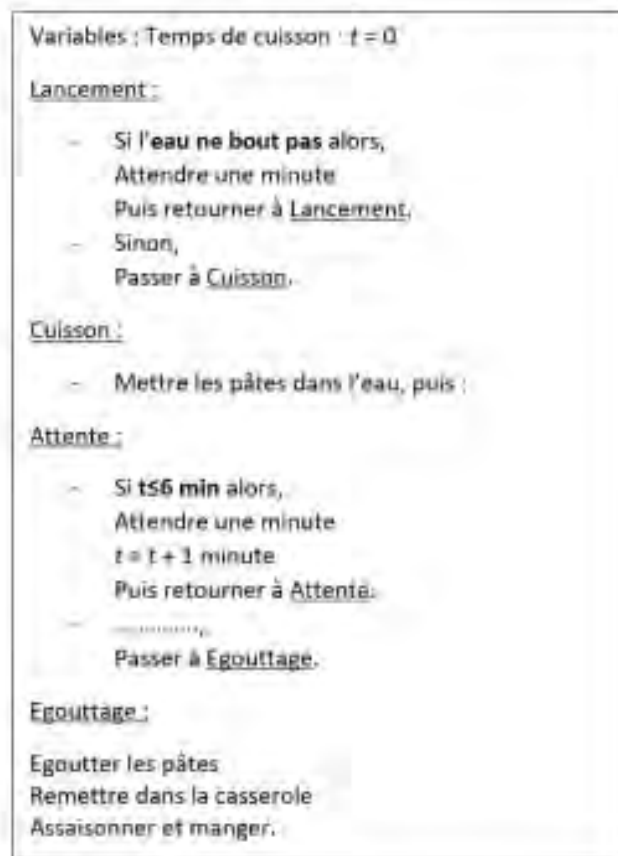 Variables : Temps de cuisson : t = 0
Lancement :
- Si l'eau ne bout pas alors,
Attendre une minute
Puis retourner à Lancement.
- Sinon,
Passer à Cuisson.
Cuisson :
- Mettre les pâtes dans l'eau, puis :
Attente :
- Si t≤6 min alors,
Attendre une minute
t = t + 1 minute
Puis retourner à Attente.
- ...............,
Passer à Egouttage.
Egouttage :
Egoutter les pâtes
Remettre dans la casserole
Assaisonner et manger.